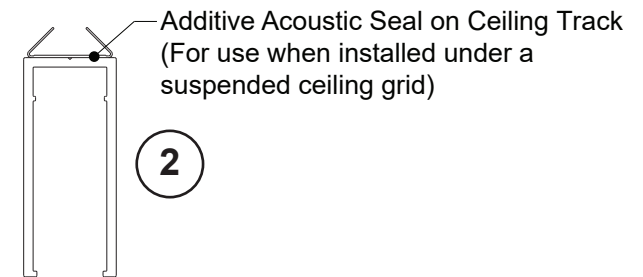 Additive Acoustic Seal on Ceiling Track
(For use when installed under a
suspended ceiling grid)
2